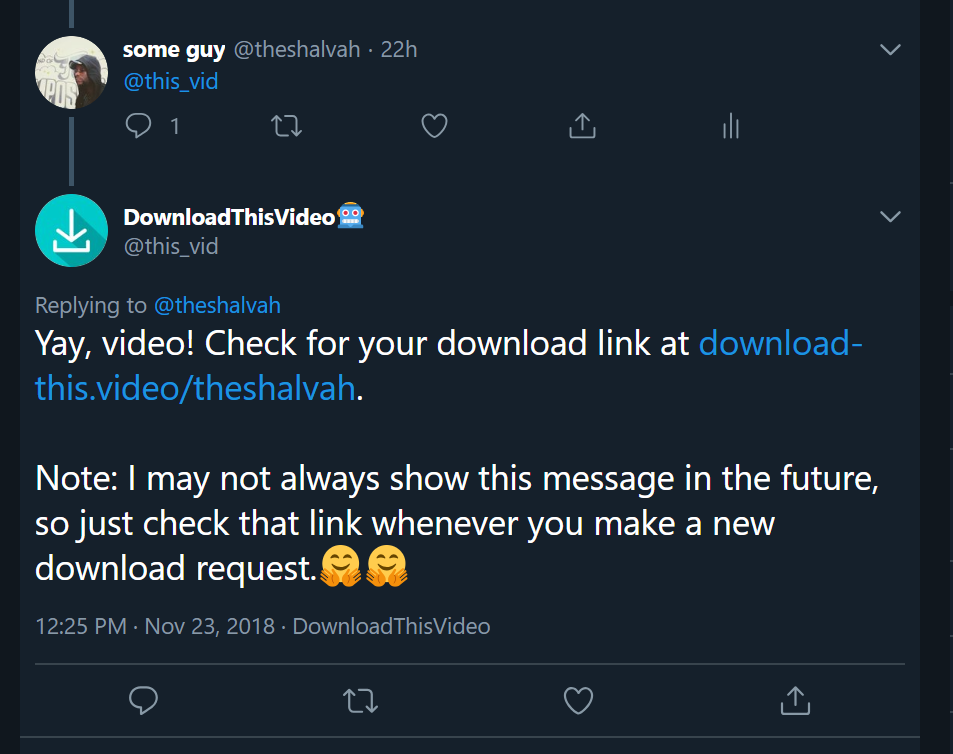 some guy @theshalvah · 22h
@this_vid
1
DownloadThisVideo🤖
@this_vid
Replying to @theshalvah
Yay, video! Check for your download link at download-
this.video/theshalvah.
Note: I may not always show this message in the future,
so just check that link whenever you make a new
download request.🤗🤗
12:25 PM · Nov 23, 2018 · DownloadThisVideo